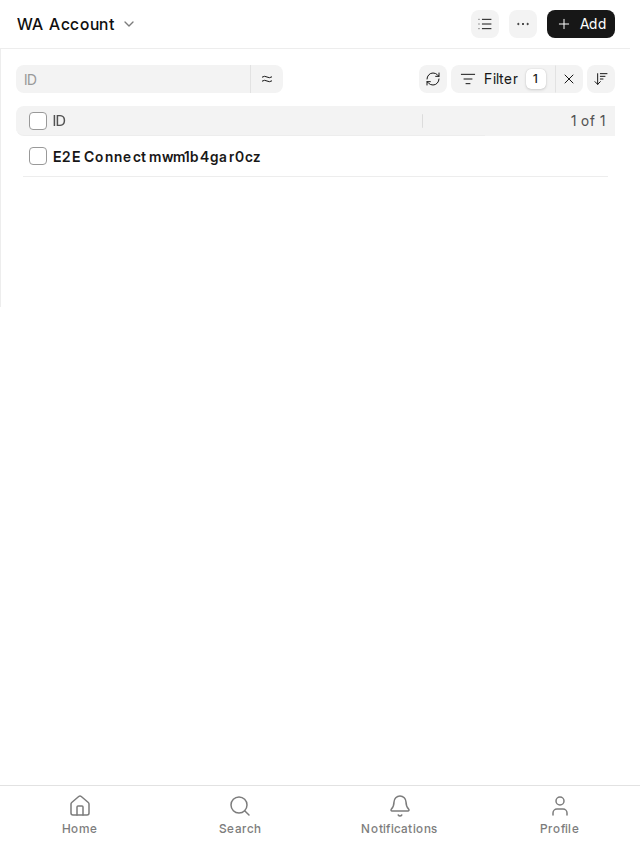 WA Account
Add
ID
≈
Filter 1
ID
1 of 1
E2E Connect mwm1b4gar0cz
Home
Search
Notifications
Profile